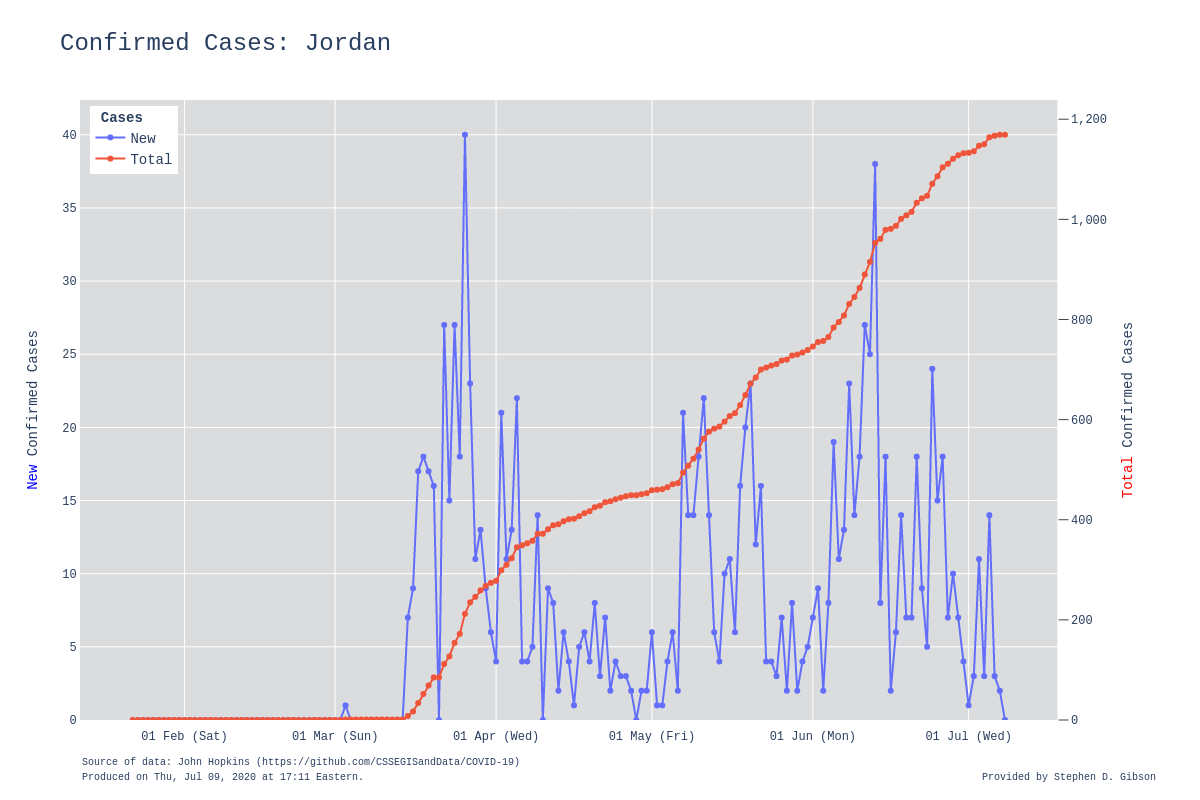 Confirmed Cases: Jordan
Cases
New
Total
40
35
30
25
20
15
10
5
0
1,200
1,000
800
600
400
200
0
New Confirmed Cases
Total Confirmed Cases
01 Feb (Sat) 01 Mar (Sun) 01 Apr (Wed) 01 May (Fri) 01 Jun (Mon) 01 Jul (Wed)
Source of data: John Hopkins (https://github.com/CSSEGISandData/COVID-19)
Produced on Thu, Jul 09, 2020 at 17:11 Eastern.
Provided by Stephen D. Gibson